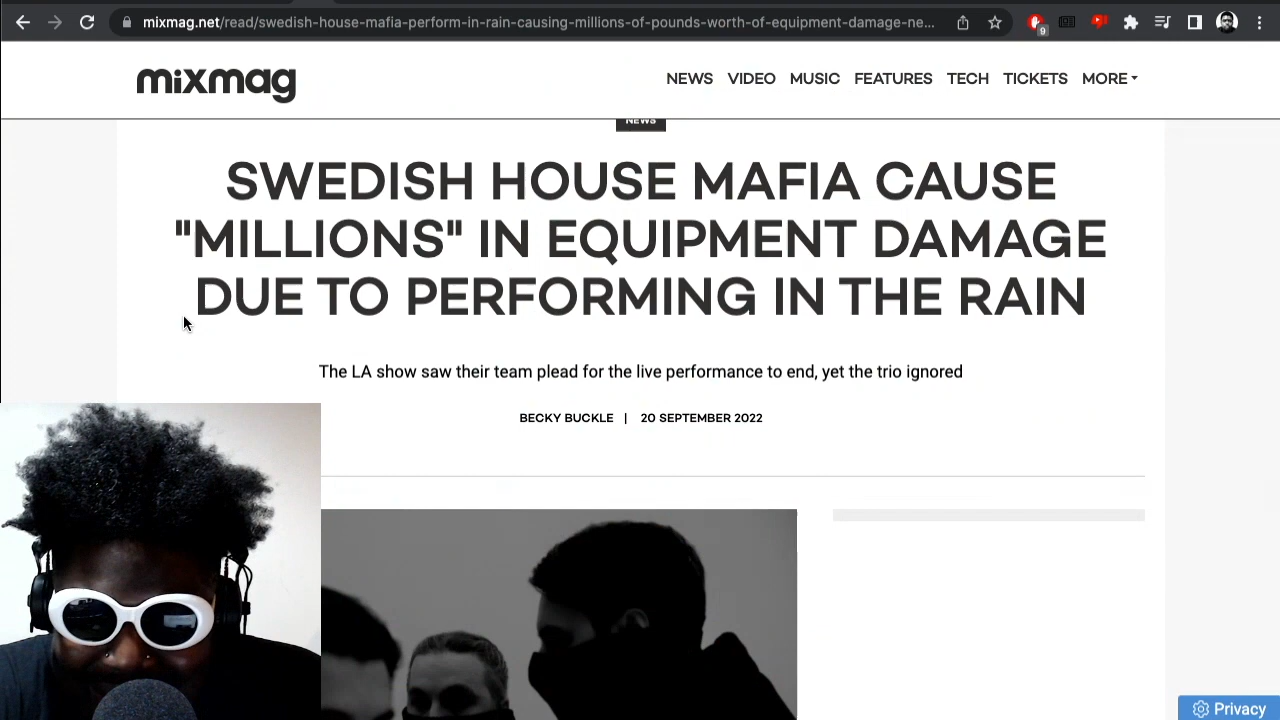 mixmag.net/read/swedish-house-mafia-perform-in-rain-causing-millions-of-pounds-worth-of-equipment-damage-ne...
9
mixmag
NEWS VIDEO MUSIC FEATURES TECH TICKETS MORE
NEWS
SWEDISH HOUSE MAFIA CAUSE
"MILLIONS" IN EQUIPMENT DAMAGE
DUE TO PERFORMING IN THE RAIN
The LA show saw their team plead for the live performance to end, yet the trio ignored
BECKY BUCKLE | 20 SEPTEMBER 2022
Privacy